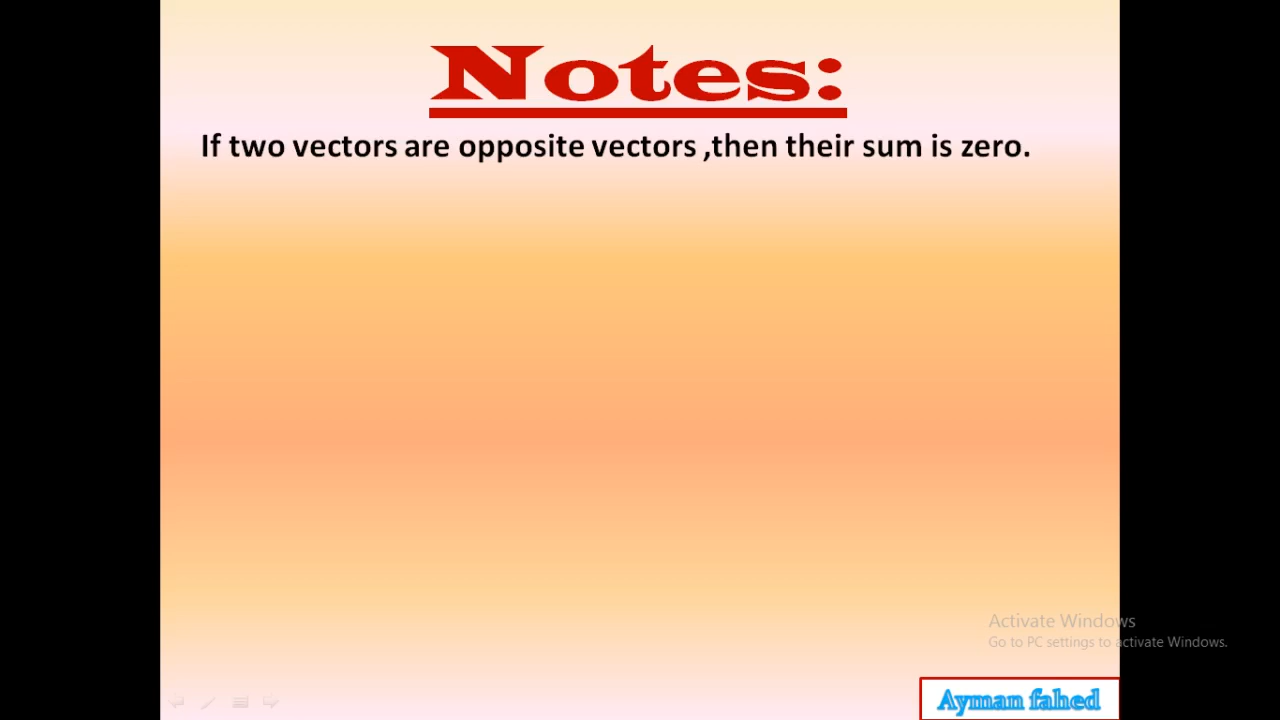 Notes:
If two vectors are opposite vectors ,then their sum is zero.
Activate Windows
Go to PC settings to activate Windows.
Ayman fahed